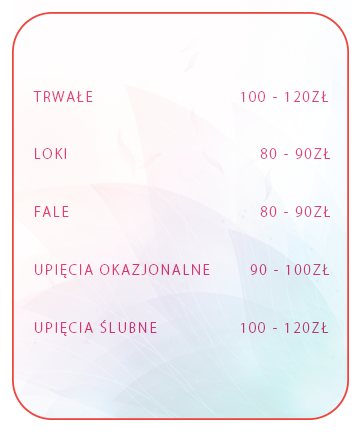 TRWAŁE 100 - 120ZŁ
LOKI 80 - 90ZŁ
FALE 80 - 90ZŁ
UPIĘCIA OKAZJONALNE 90 - 100ZŁ
UPIĘCIA ŚLUBNE 100 - 120ZŁ